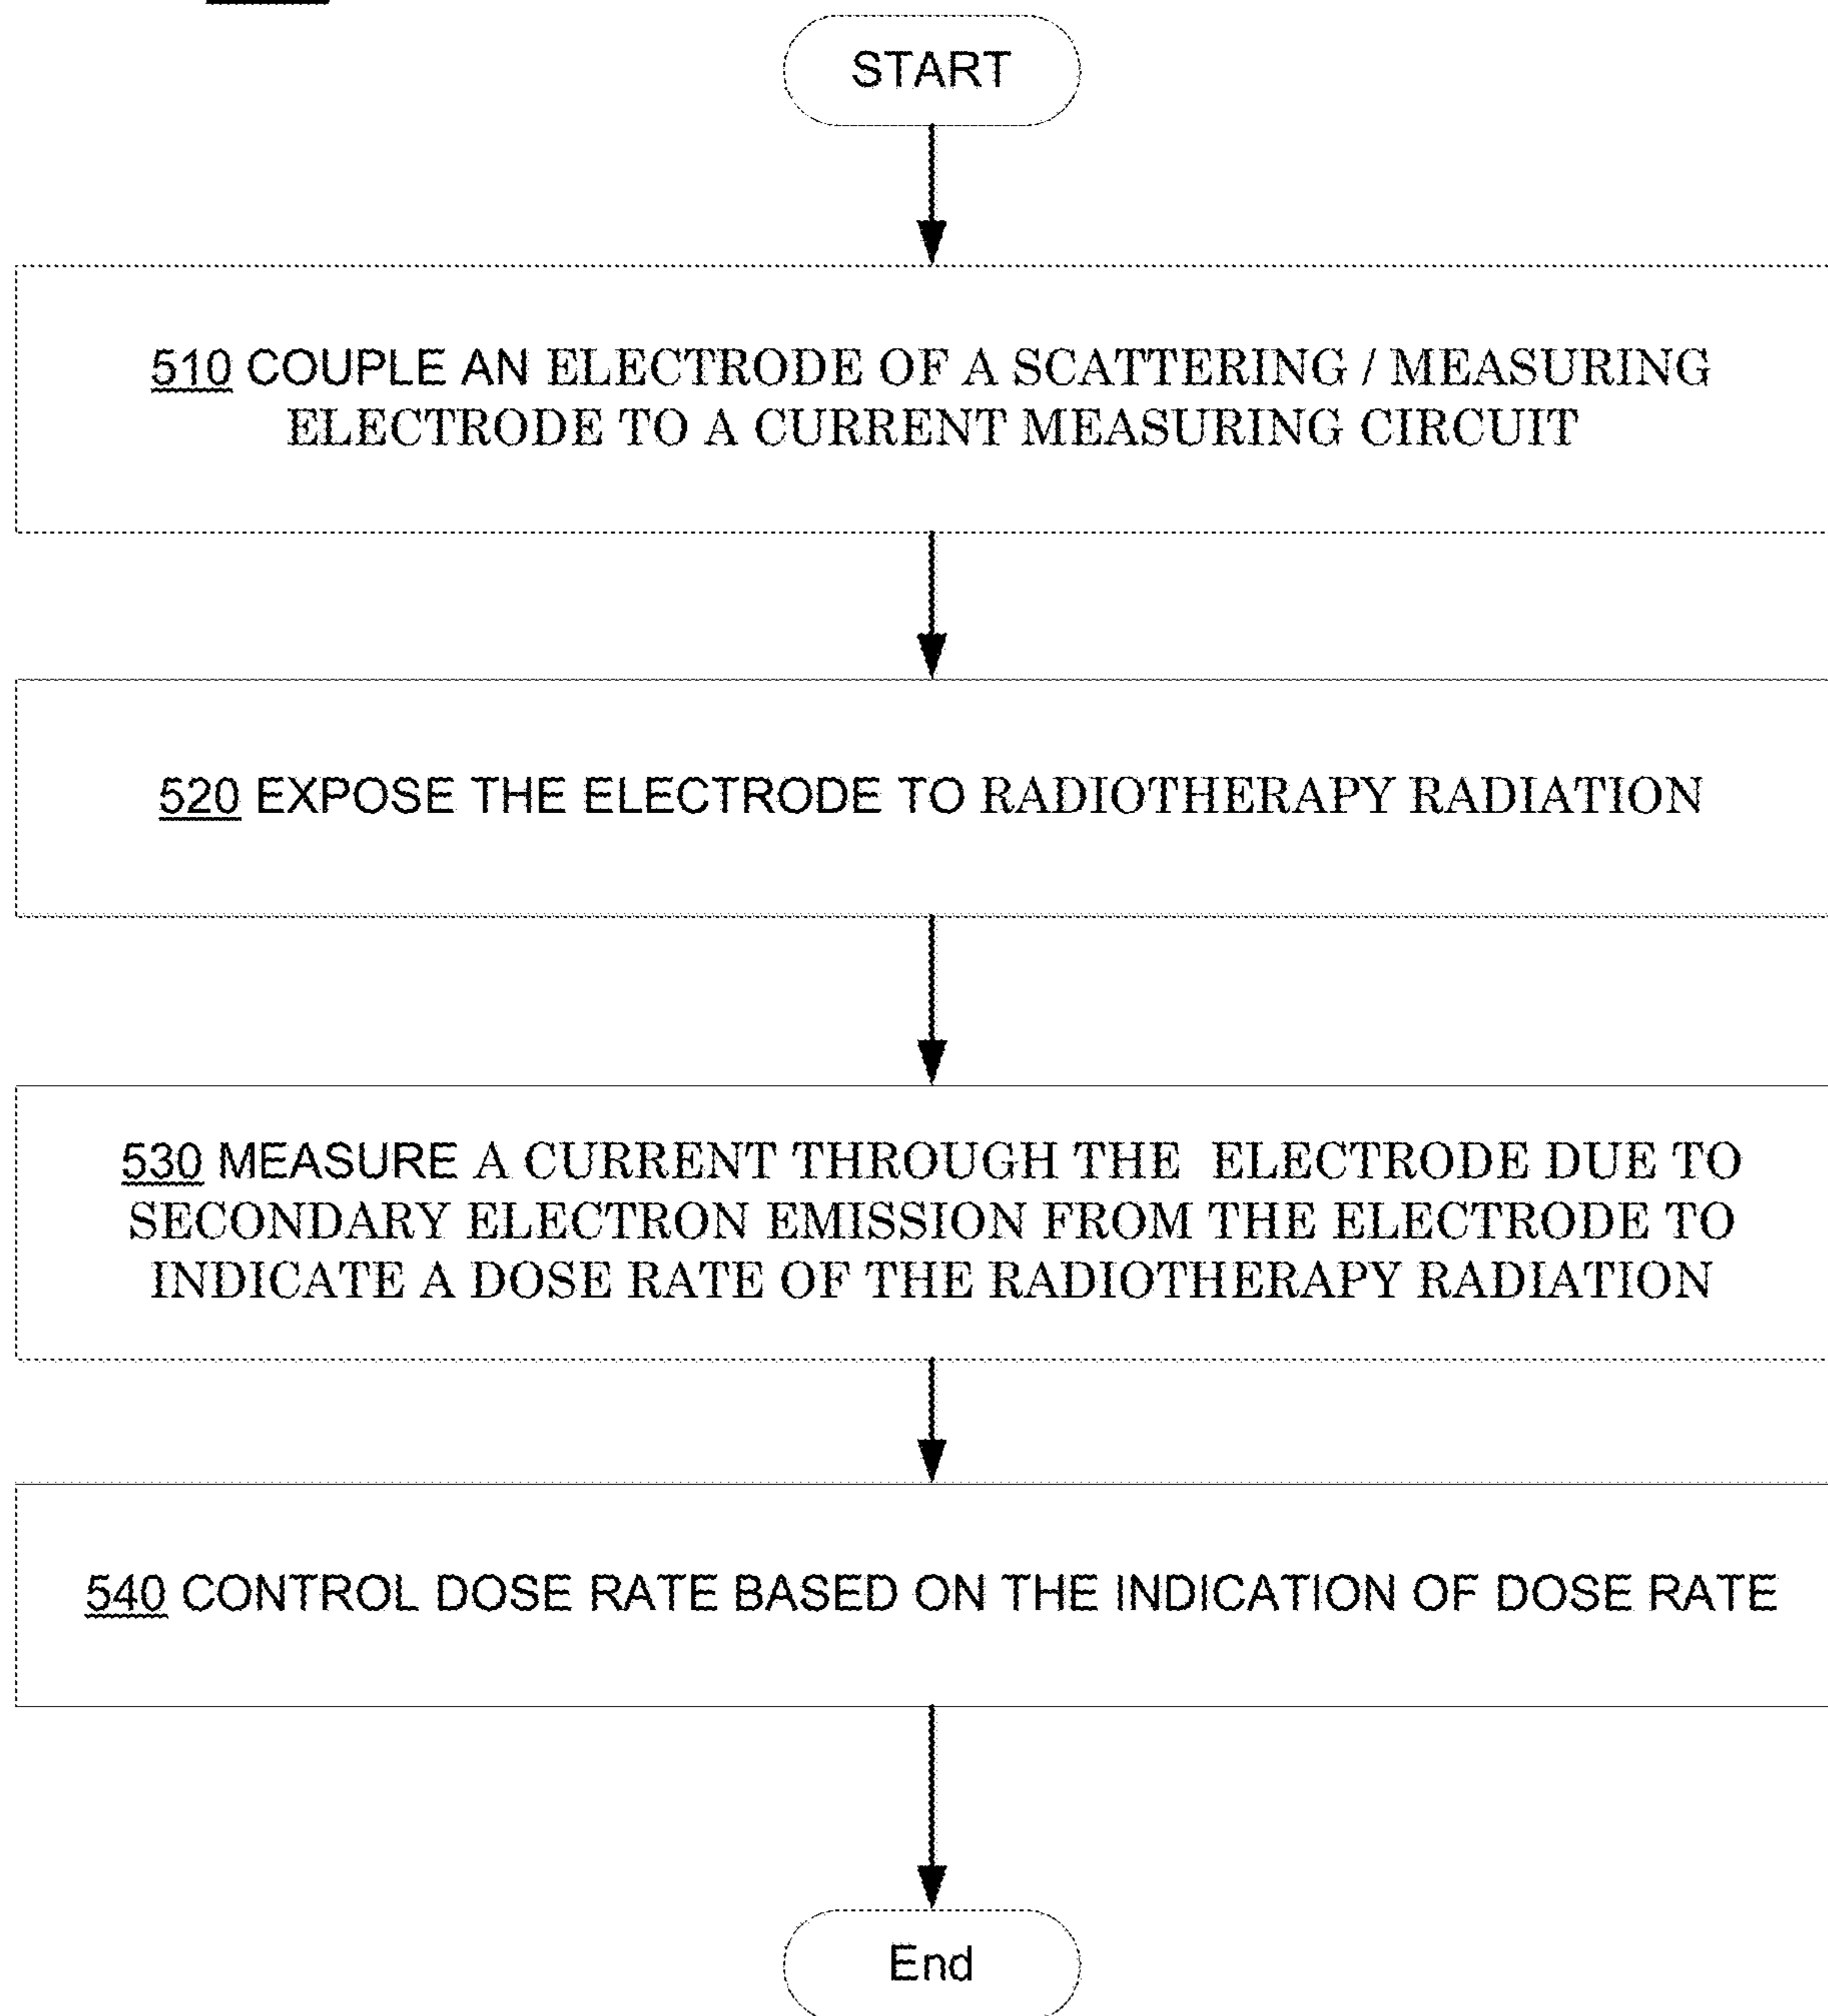 START
510 COUPLE AN ELECTRODE OF A SCATTERING / MEASURING
ELECTRODE TO A CURRENT MEASURING CIRCUIT
520 EXPOSE THE ELECTRODE TO RADIOTHERAPY RADIATION
530 MEASURE A CURRENT THROUGH THE ELECTRODE DUE TO
SECONDARY ELECTRON EMISSION FROM THE ELECTRODE TO
INDICATE A DOSE RATE OF THE RADIOTHERAPY RADIATION
540 CONTROL DOSE RATE BASED ON THE INDICATION OF DOSE RATE
End